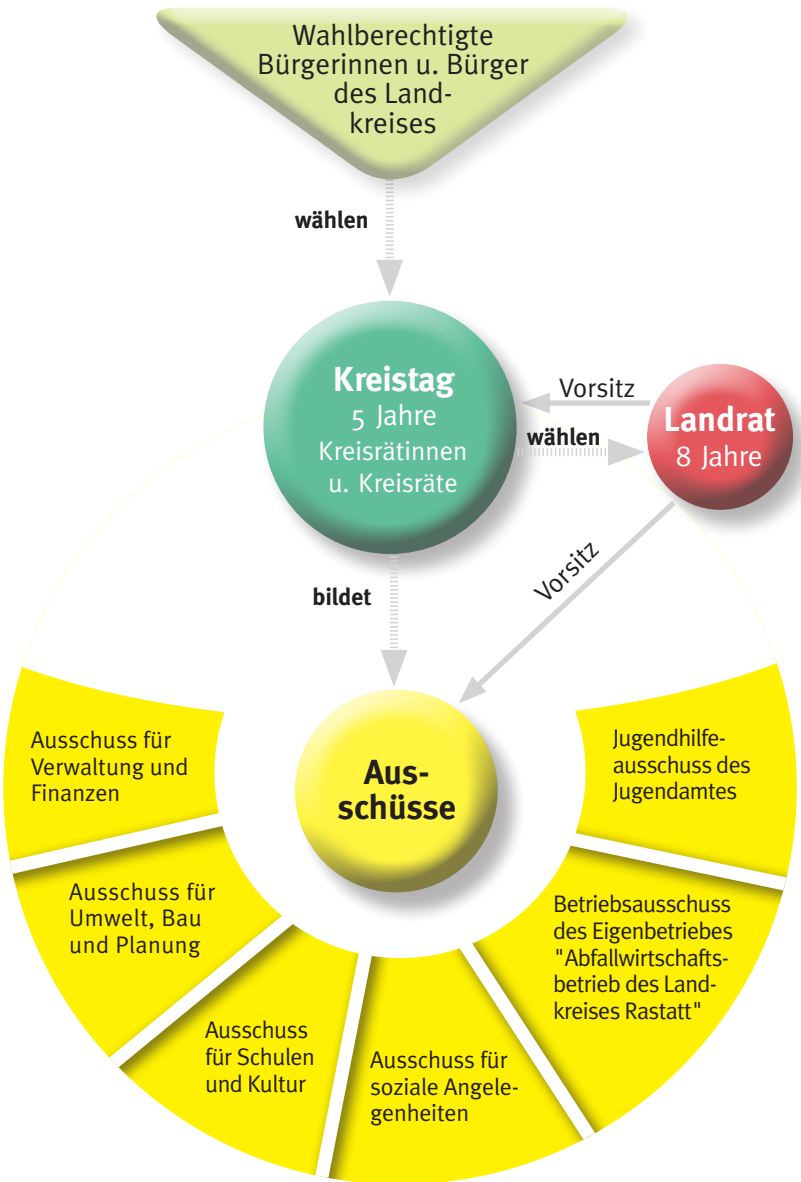 Wahlberechtigte
Bürgerinnen u. Bürger
des Land-
kreises
wählen
Kreistag
5 Jahre
Kreisrätinnen
u. Kreisräte
Vorsitz
wählen
Landrat
8 Jahre
bildet
Vorsitz
Aus-
schüsse
Ausschuss für
Verwaltung und
Finanzen
Ausschuss für
Umwelt, Bau
und Planung
Ausschuss
für Schulen
und Kultur
Ausschuss für
soziale Angele-
genheiten
Betriebsausschuss
des Eigenbetriebes
"Abfallwirtschafts-
betrieb des Land-
kreises Rastatt"
Jugendhilfe-
ausschuss des
Jugendamtes